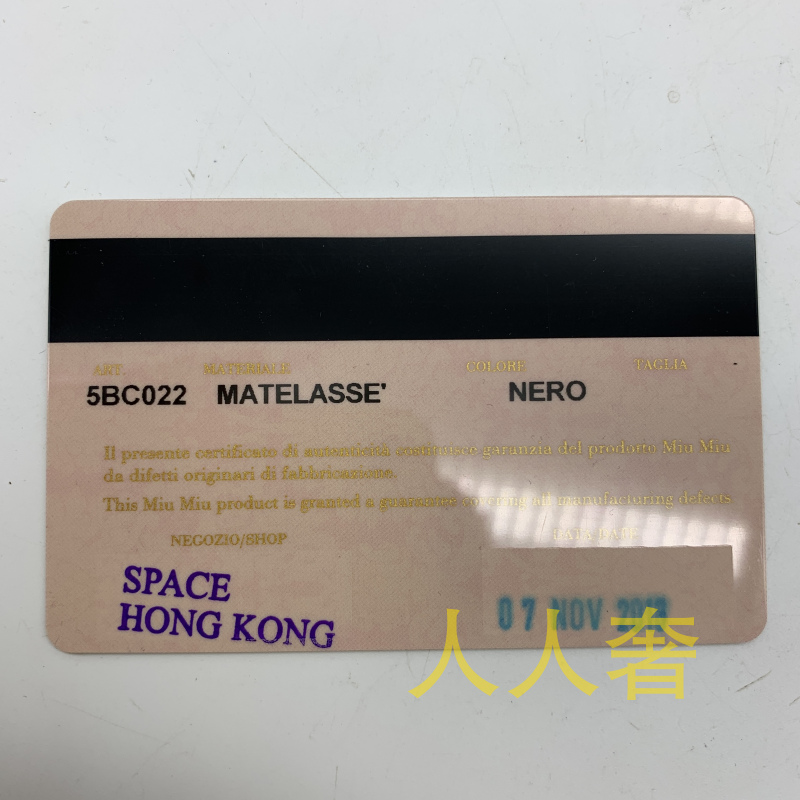 ART. MATERIALE COLORE TAGLIA
5BC022 MATELASSE' NERO
Il presente certificato di autenticità costituisce garanzia del prodotto Miu Miu
da difetti originari di fabbricazione.
This Miu Miu product is granted a guarantee covering all manufacturing defects
NEGOZIO/SHOP DATA/DATE
SPACE
HONG KONG
07 NOV
人人奢